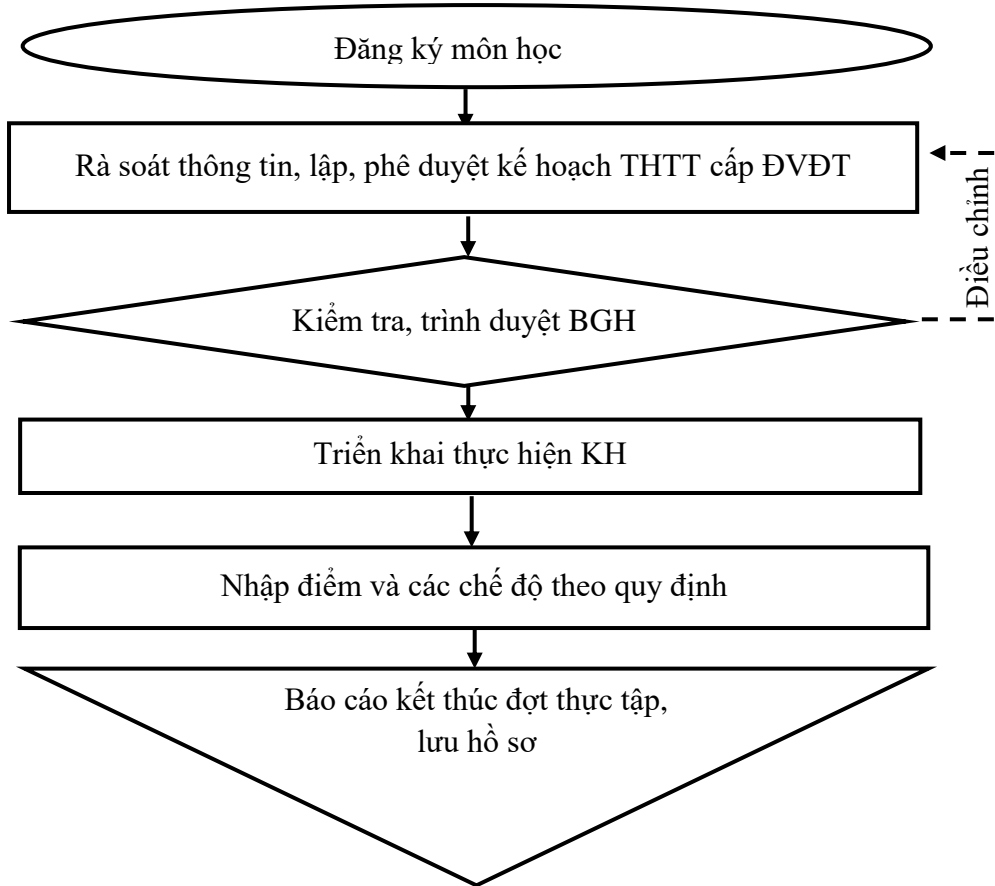 Đăng ký môn học
Rà soát thông tin, lập, phê duyệt kế hoạch THTT cấp ĐVĐT
Điều chỉnh
Kiểm tra, trình duyệt BGH
Triển khai thực hiện KH
Nhập điểm và các chế độ theo quy định
Báo cáo kết thúc đợt thực tập,
lưu hồ sơ